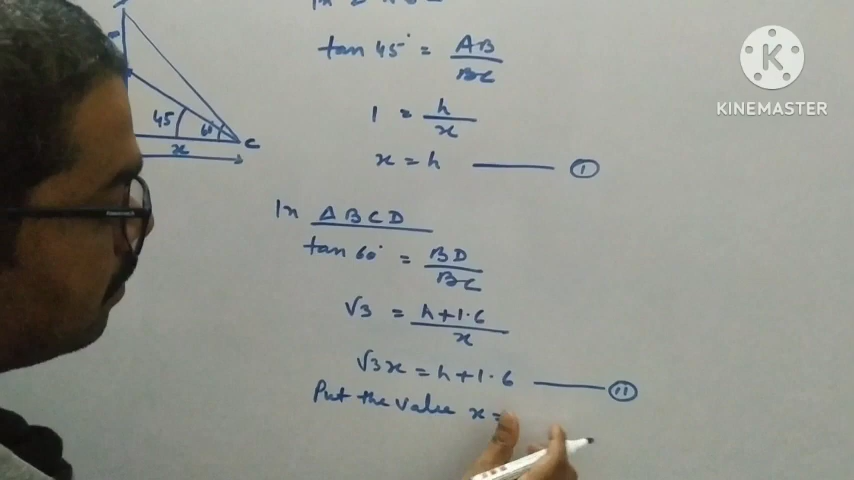 In
tan 45° = AB/BC
1 = h/x
x = h ——— (I)
In ΔBCD
tan 60° = BD/BC
√3 = h+1.6/x
√3x = h+1.6 ——— (II)
Put the value x =
45
60
C
x
K
KINEMASTER